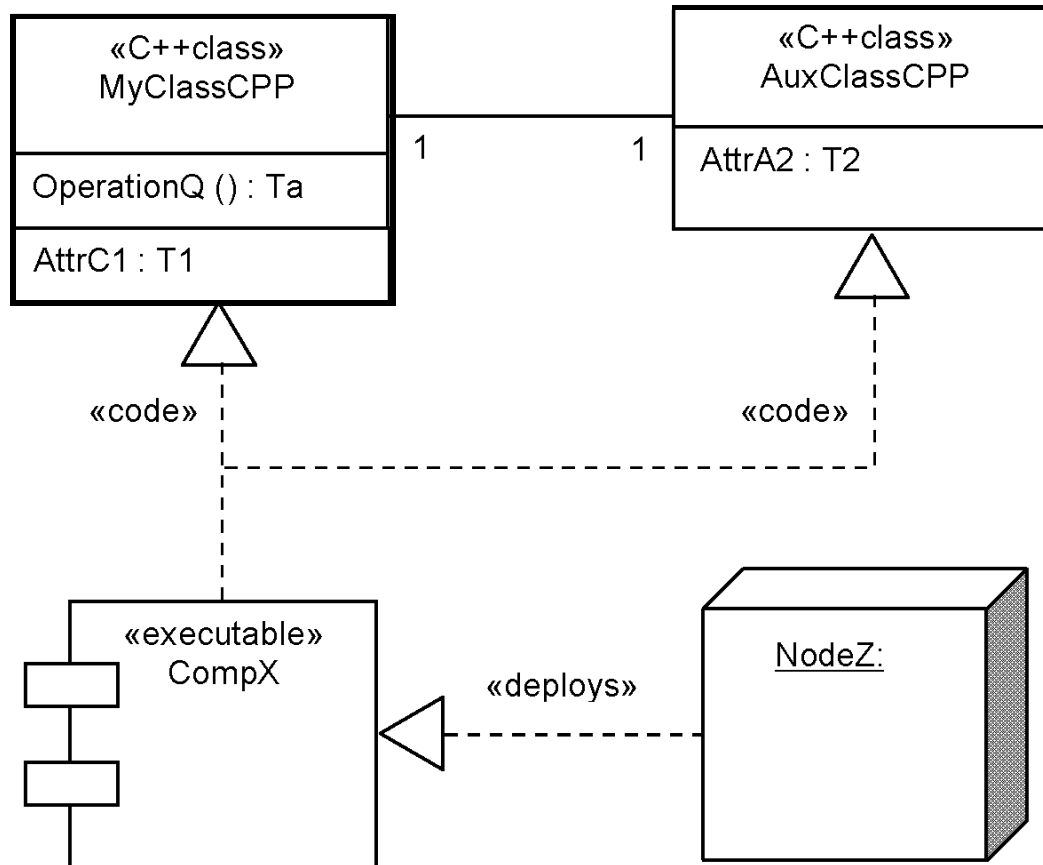 «C++class»
MyClassCPP
OperationQ () : Ta
AttrC1 : T1
1
1
«C++class»
AuxClassCPP
AttrA2 : T2
«code»
«code»
«executable»
CompX
«deploys»
NodeZ: